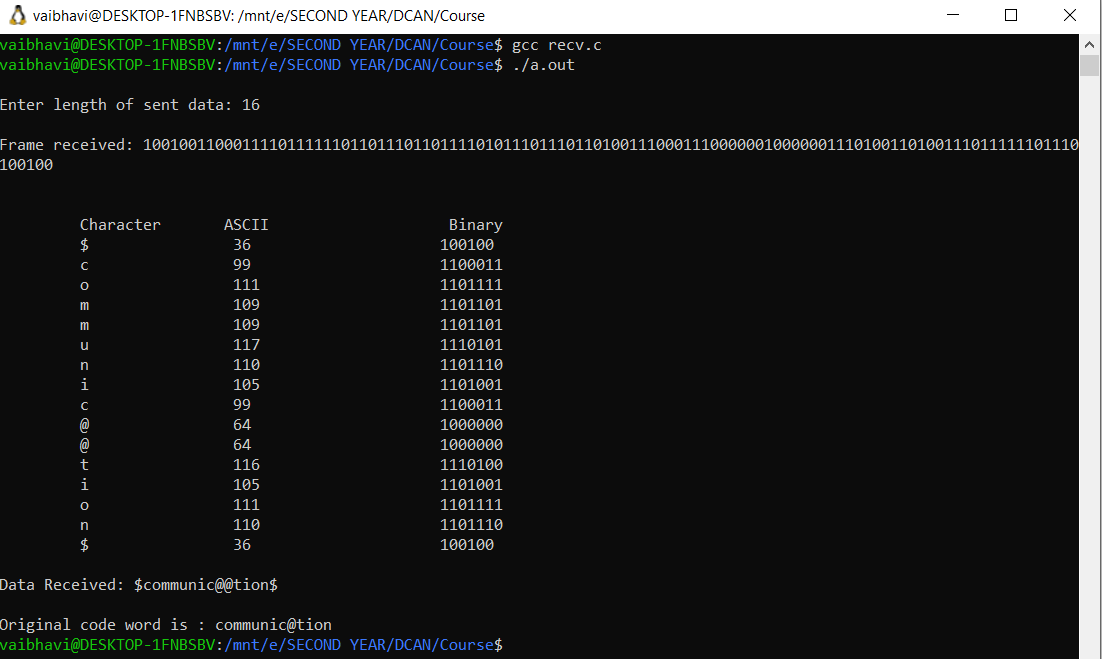 vaibhavi@DESKTOP-1FNBSBV: /mnt/e/SECOND YEAR/DCAN/Course
vaibhavi@DESKTOP-1FNBSBV:/mnt/e/SECOND YEAR/DCAN/Course$ gcc recv.c
vaibhavi@DESKTOP-1FNBSBV:/mnt/e/SECOND YEAR/DCAN/Course$ ./a.out
Enter length of sent data: 16
Frame received: 10010011000111101111110110111011011110101110111011010011100011100000010000001110100110100111011111101110
100100
Character ASCII Binary
$ 36 100100
c 99 1100011
o 111 1101111
m 109 1101101
m 109 1101101
u 117 1110101
n 110 1101110
i 105 1101001
c 99 1100011
@ 64 1000000
@ 64 1000000
t 116 1110100
i 105 1101001
o 111 1101111
n 110 1101110
$ 36 100100
Data Received: $communic@@tion$
Original code word is : communic@tion
vaibhavi@DESKTOP-1FNBSBV:/mnt/e/SECOND YEAR/DCAN/Course$